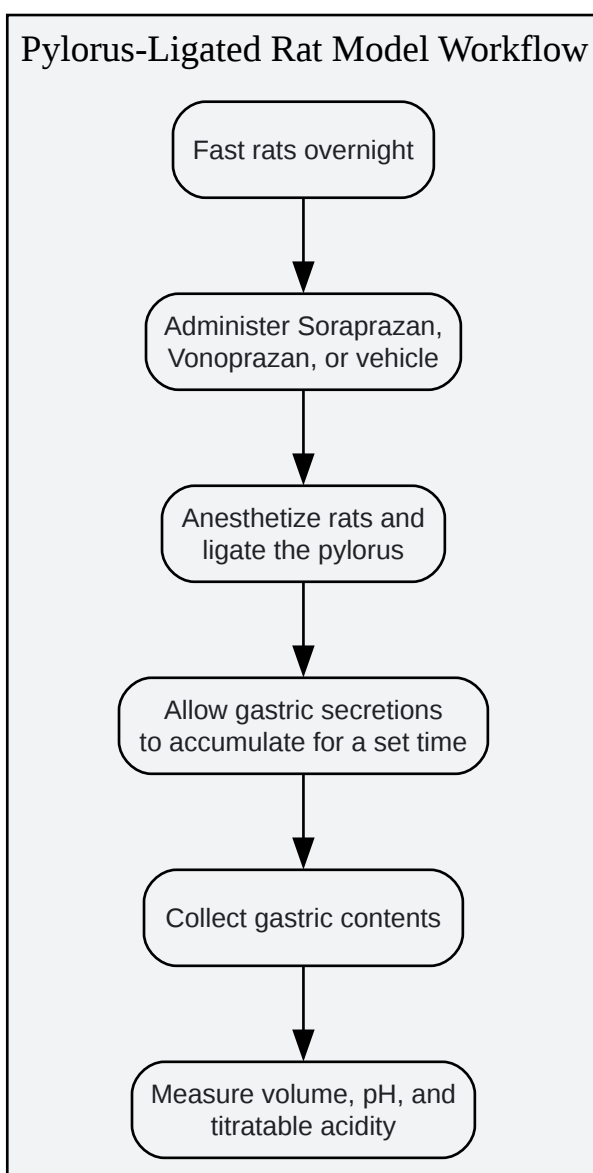 Pylorus-Ligated Rat Model Workflow
Fast rats overnight
Administer Soraprazan,
Vonoprazan, or vehicle
Anesthetize rats and
ligate the pylorus
Allow gastric secretions
to accumulate for a set time
Collect gastric contents
Measure volume, pH, and
titratable acidity